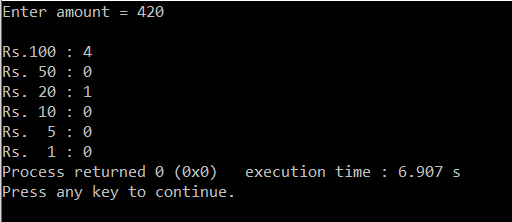 Enter amount = 420
Rs.100 : 4
Rs. 50 : 0
Rs. 20 : 1
Rs. 10 : 0
Rs.  5 : 0
Rs.  1 : 0
Process returned 0 (0x0)   execution time : 6.907 s
Press any key to continue.